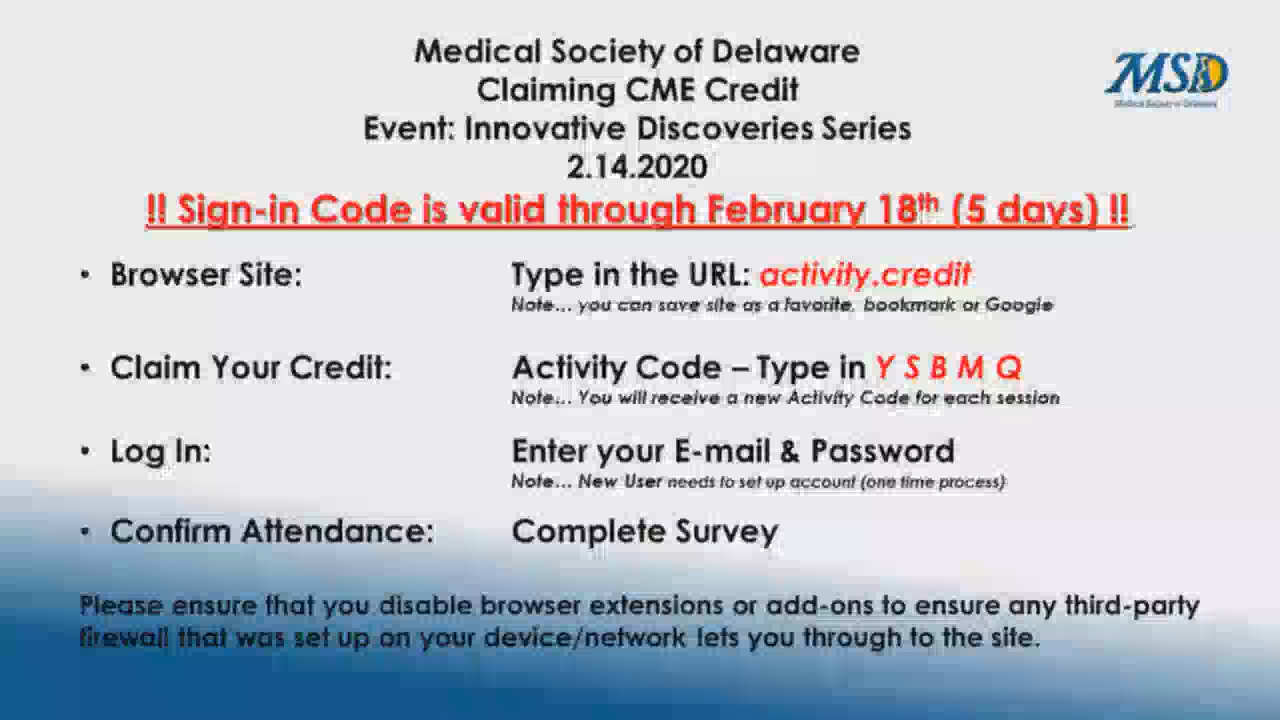 Medical Society of Delaware
Claiming CME Credit
Event: Innovative Discoveries Series
2.14.2020
!! Sign-in Code is valid through February 18th (5 days) !!
MSD
Medical Society of Delaware
• Browser Site: Type in the URL: activity.credit
Note... you can save site as a favorite, bookmark or Google
• Claim Your Credit: Activity Code – Type in Y S B M Q
Note... You will receive a new Activity Code for each session
• Log In: Enter your E-mail & Password
Note... New User needs to set up account (one time process)
• Confirm Attendance: Complete Survey
Please ensure that you disable browser extensions or add-ons to ensure any third-party
firewall that was set up on your device/network lets you through to the site.